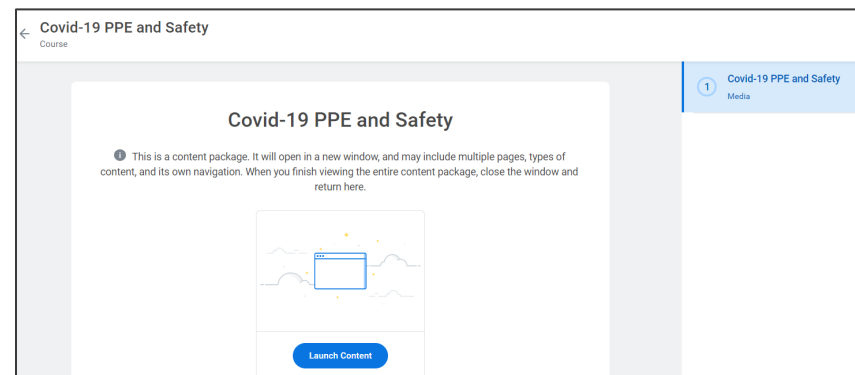 Covid-19 PPE and Safety
Course
Covid-19 PPE and Safety
This is a content package. It will open in a new window, and may include multiple pages, types of
content, and its own navigation. When you finish viewing the entire content package, close the window and
return here.
Launch Content
1
Covid-19 PPE and Safety
Media